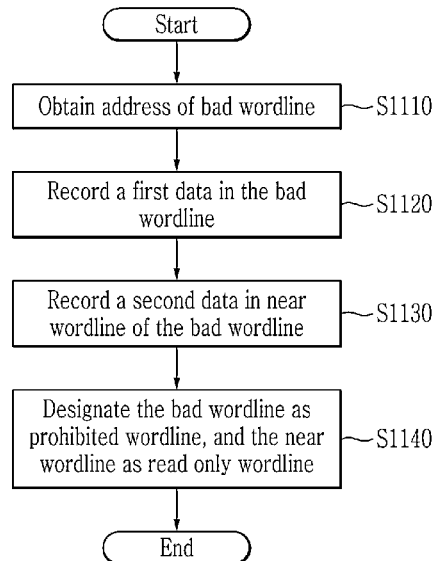 Start
Obtain address of bad wordline
S1110
Record a first data in the bad
wordline
S1120
Record a second data in near
wordline of the bad wordline
S1130
Designate the bad wordline as
prohibited wordline, and the near
wordline as read only wordline
S1140
End